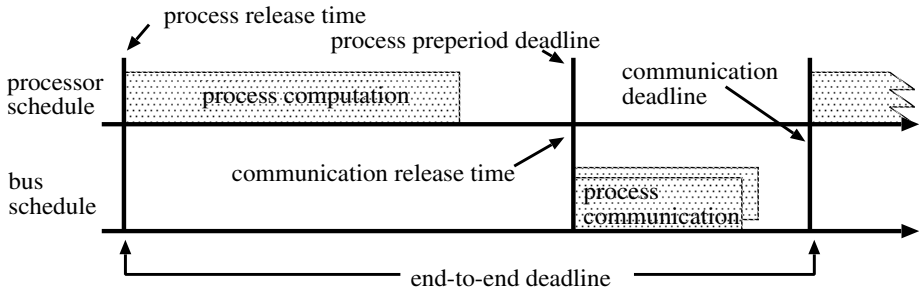 process release time
process preperiod deadline
communication
deadline
processor
schedule
process computation
communication release time
bus
schedule
process
communication
end-to-end deadline